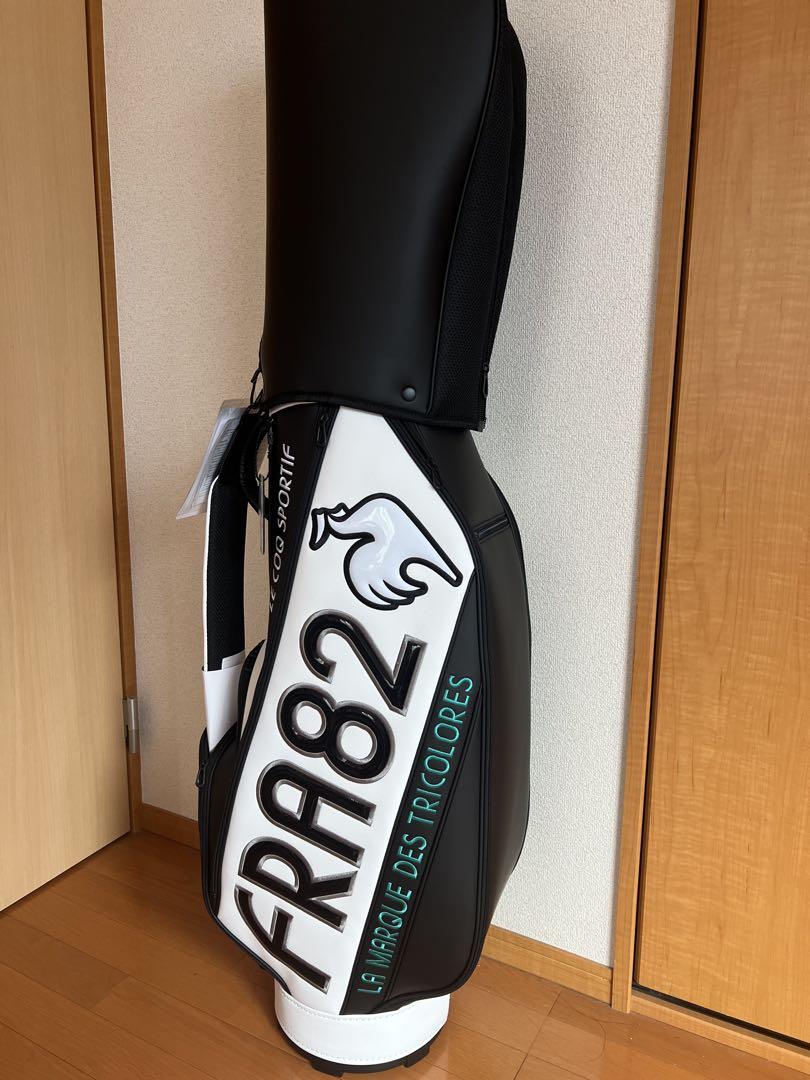 LE COQ SPORTIF
FRA82
LA MARQUE DES TRICOLORES